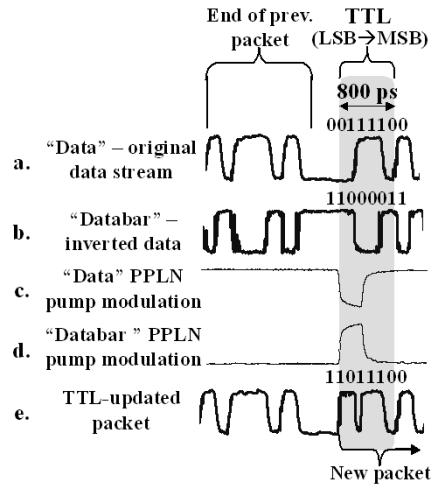 End of prev. packet
TTL
(LSB→MSB)
800 ps
00111100
a. “Data” – original data stream
11000011
b. “Databar” – inverted data
c. “Data” PPLN pump modulation
d. “Databar” PPLN pump modulation
11011100
e. TTL-updated packet
New packet